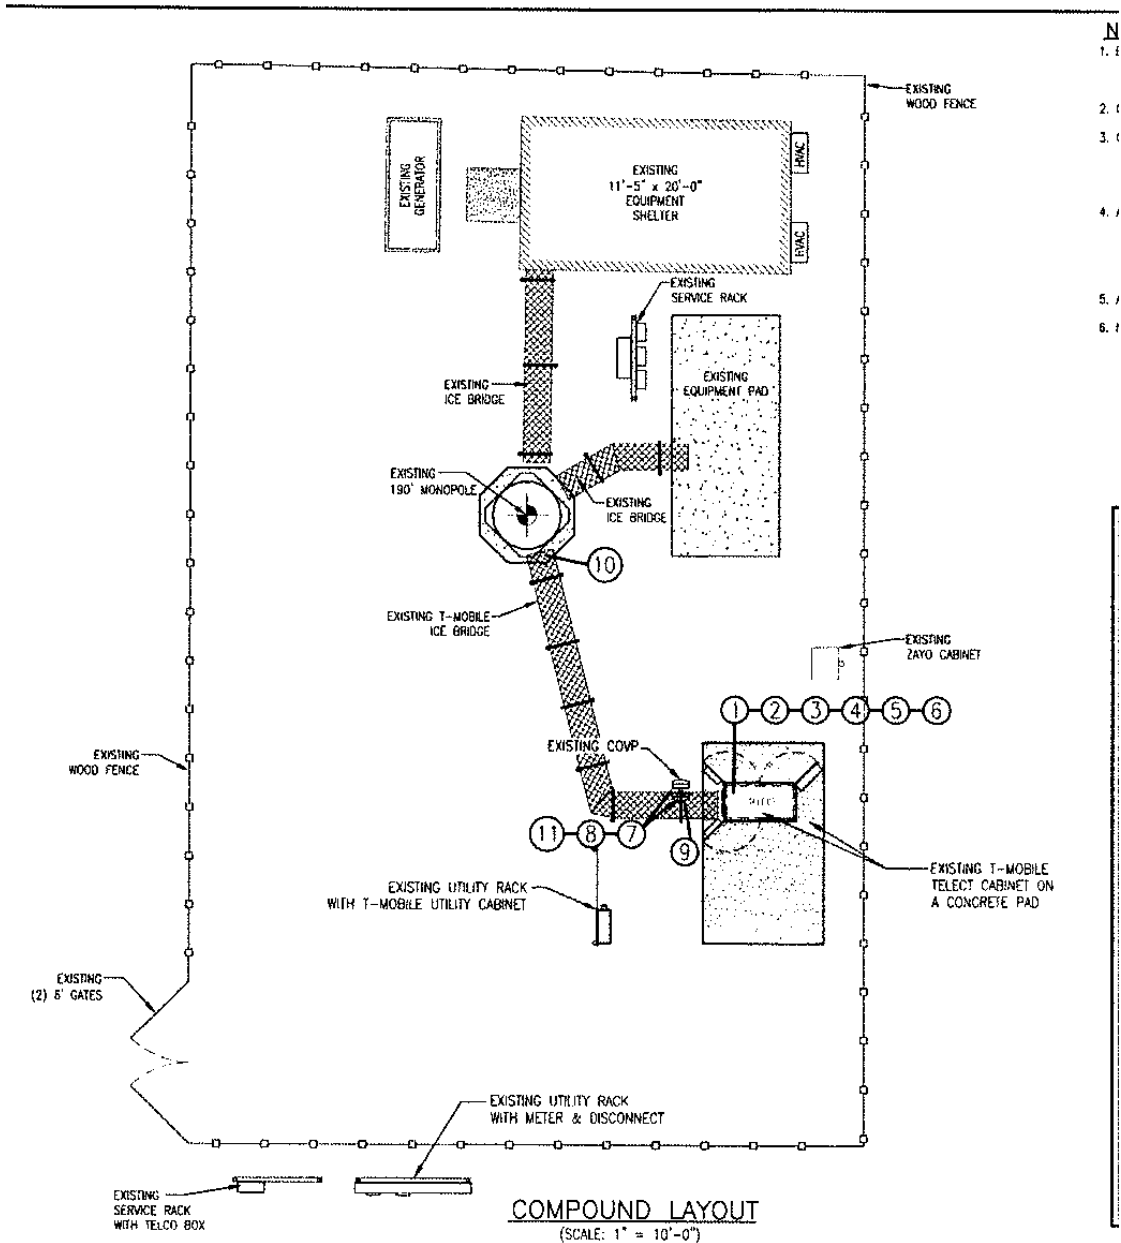 N
1.
EXISTING
WOOD FENCE
2.
3.
HVAC
EXISTING
GENERATOR
EXISTING
11'-5" x 20'-0"
EQUIPMENT
SHELTER
4.
HVAC
EXISTING
SERVICE RACK
5.
6.
EXISTING
ICE BRIDGE
EXISTING
EQUIPMENT PAD
EXISTING
190' MONOPOLE
EXISTING
ICE BRIDGE
10
EXISTING T-MOBILE
ICE BRIDGE
EXISTING
ZAYO CABINET
1 2 3 4 5 6
EXISTING COVP
EXISTING
WOOD FENCE
11 8 7
9
EXISTING T-MOBILE
TELECT CABINET ON
A CONCRETE PAD
EXISTING UTILITY RACK
WITH T-MOBILE UTILITY CABINET
EXISTING
(2) 6' GATES
EXISTING UTILITY RACK
WITH METER & DISCONNECT
EXISTING
SERVICE RACK
WITH TELCO BOX
COMPOUND LAYOUT
(SCALE: 1" = 10'-0")